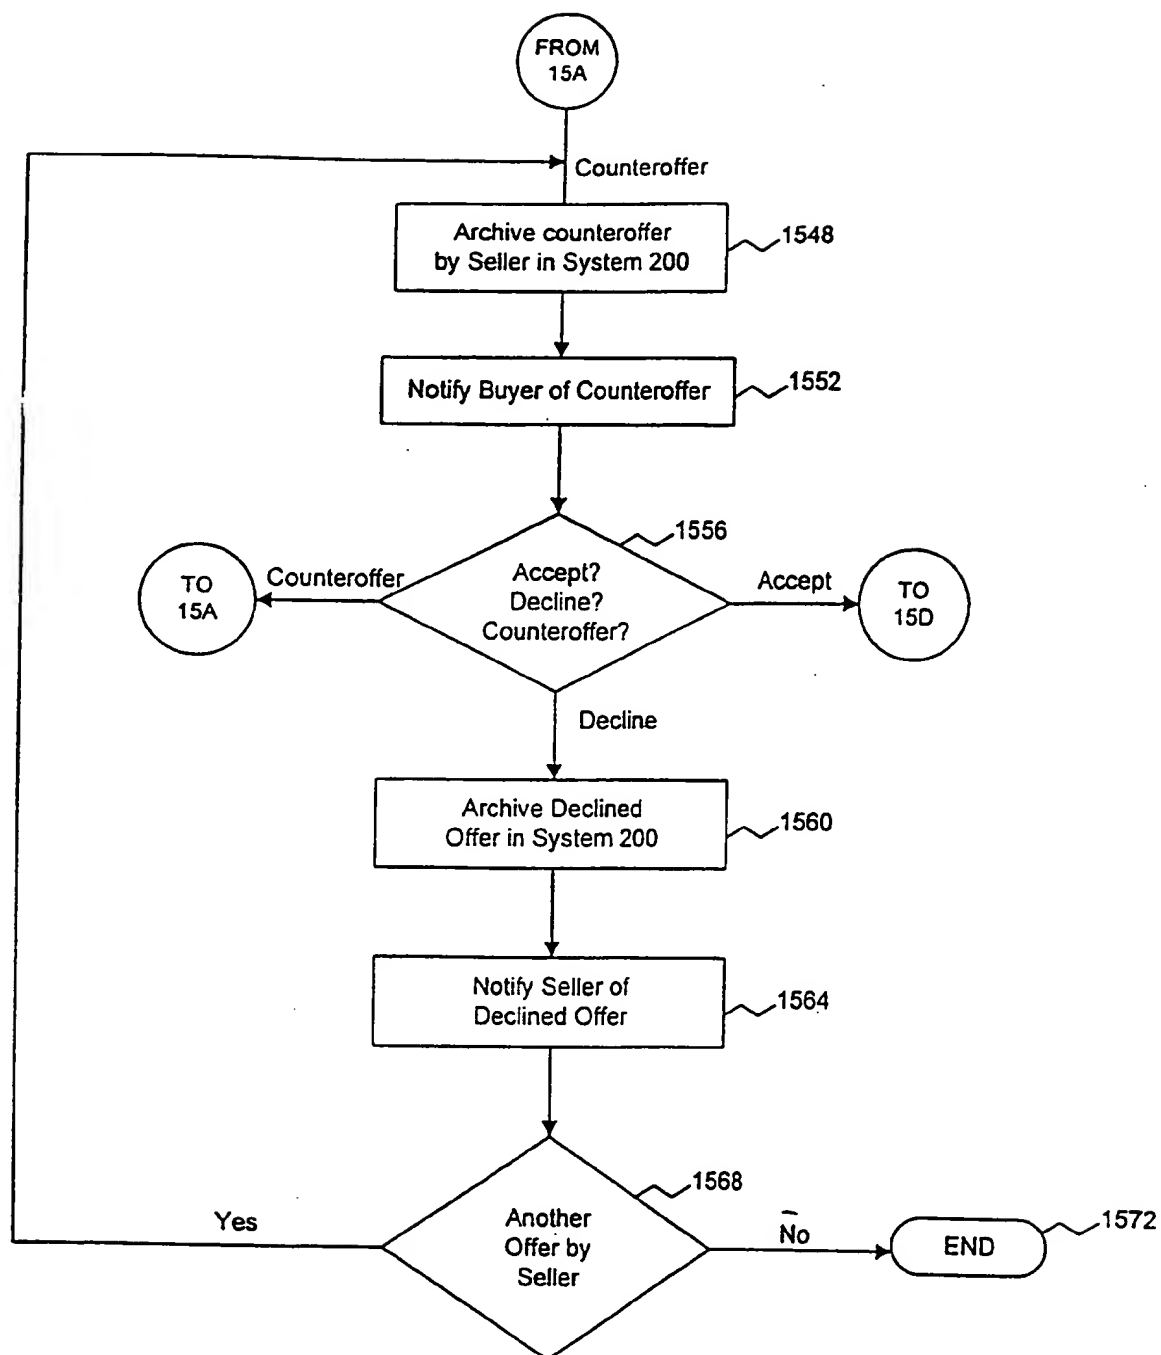 FROM
15A
Counteroffer
Archive counteroffer
by Seller in System 200
1548
Notify Buyer of Counteroffer
1552
1556
TO
15A
Counteroffer
Accept?
Decline?
Counteroffer?
Accept
TO
15D
Decline
Archive Declined
Offer in System 200
1560
Notify Seller of
Declined Offer
1564
1568
Yes
Another
Offer by
Seller
No
END
1572